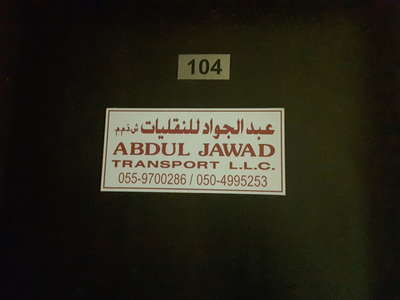 104
عبد الجواد للنقليات ش.ذ.م.م
ABDUL JAWAD
TRANSPORT L.L.C.
055-9700286 / 050-4995253